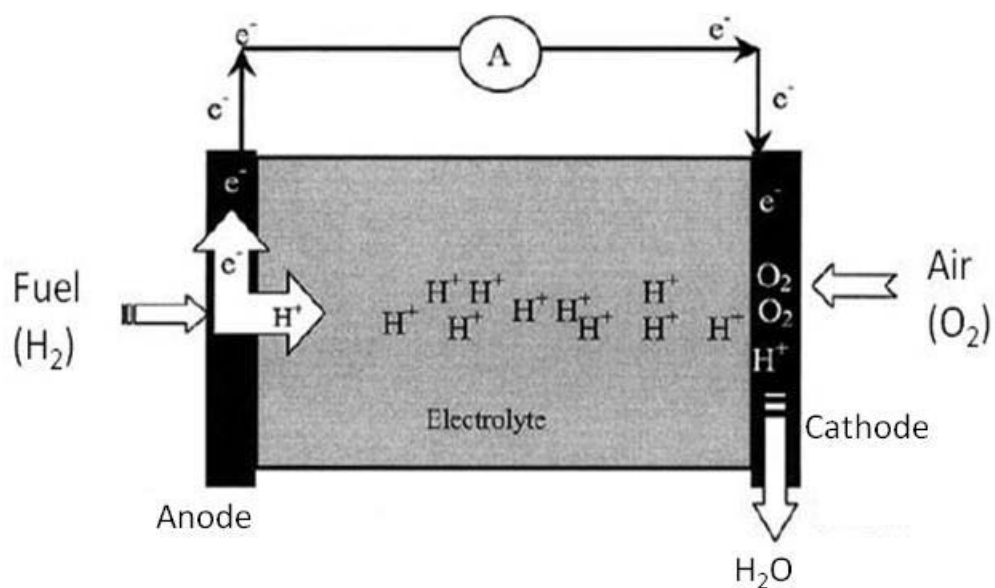 e⁻
A
e⁻
e⁻
e⁻
e⁻
e⁻
e⁻
H⁺
Fuel
(H₂)
H⁺
H⁺
H⁺
H⁺
H⁺
H⁺
H⁺
H⁺
H⁺
H⁺
Electrolyte
O₂
O₂
H⁺
Air
(O₂)
Cathode
Anode
H₂O